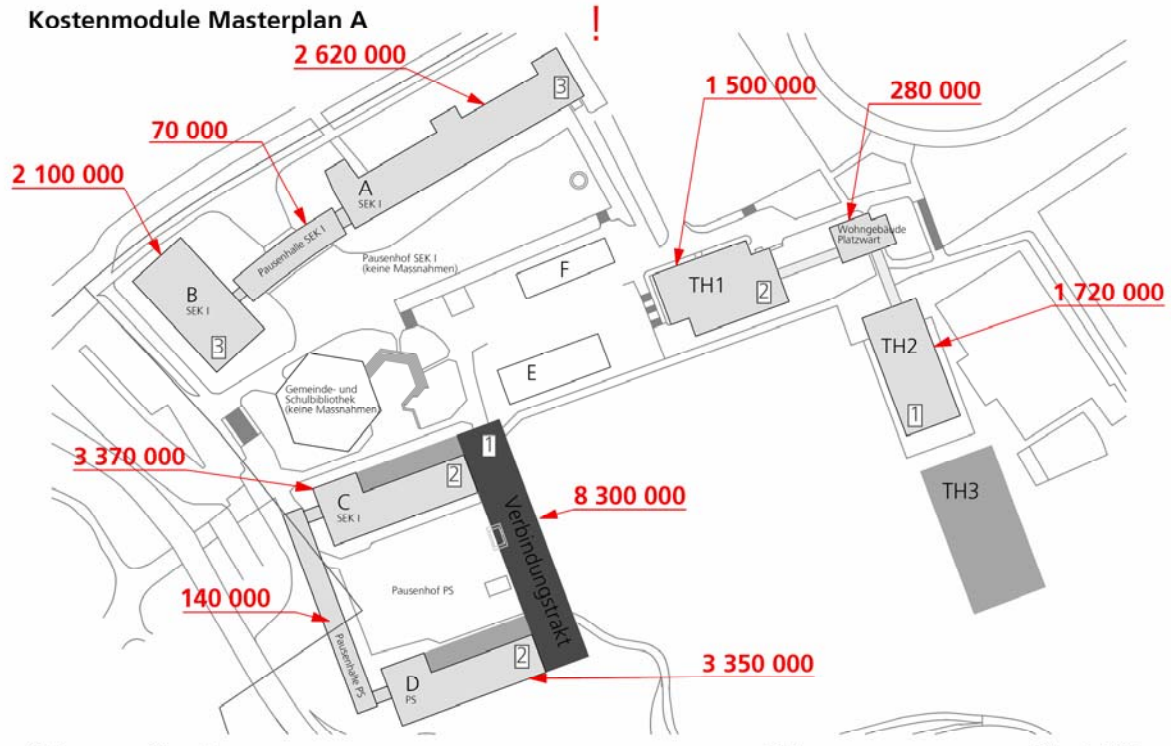 Kostenmodule Masterplan A
!
2 620 000
1 500 000
280 000
70 000
2 100 000
3
A
SEK I
Pausenhalle SEK I
Pausenhof SEK I
(keine Massnahmen)
B
SEK I
3
F
E
TH1
2
Wohngebäude
Platzwart
1 720 000
TH2
1
TH3
Gemeinde- und
Schulbibliothek
(keine Massnahmen)
3 370 000
C
SEK I
2
1
Verbindungstrakt
8 300 000
Pausenhof PS
140 000
Pausenhalle PS
D
PS
2
3 350 000